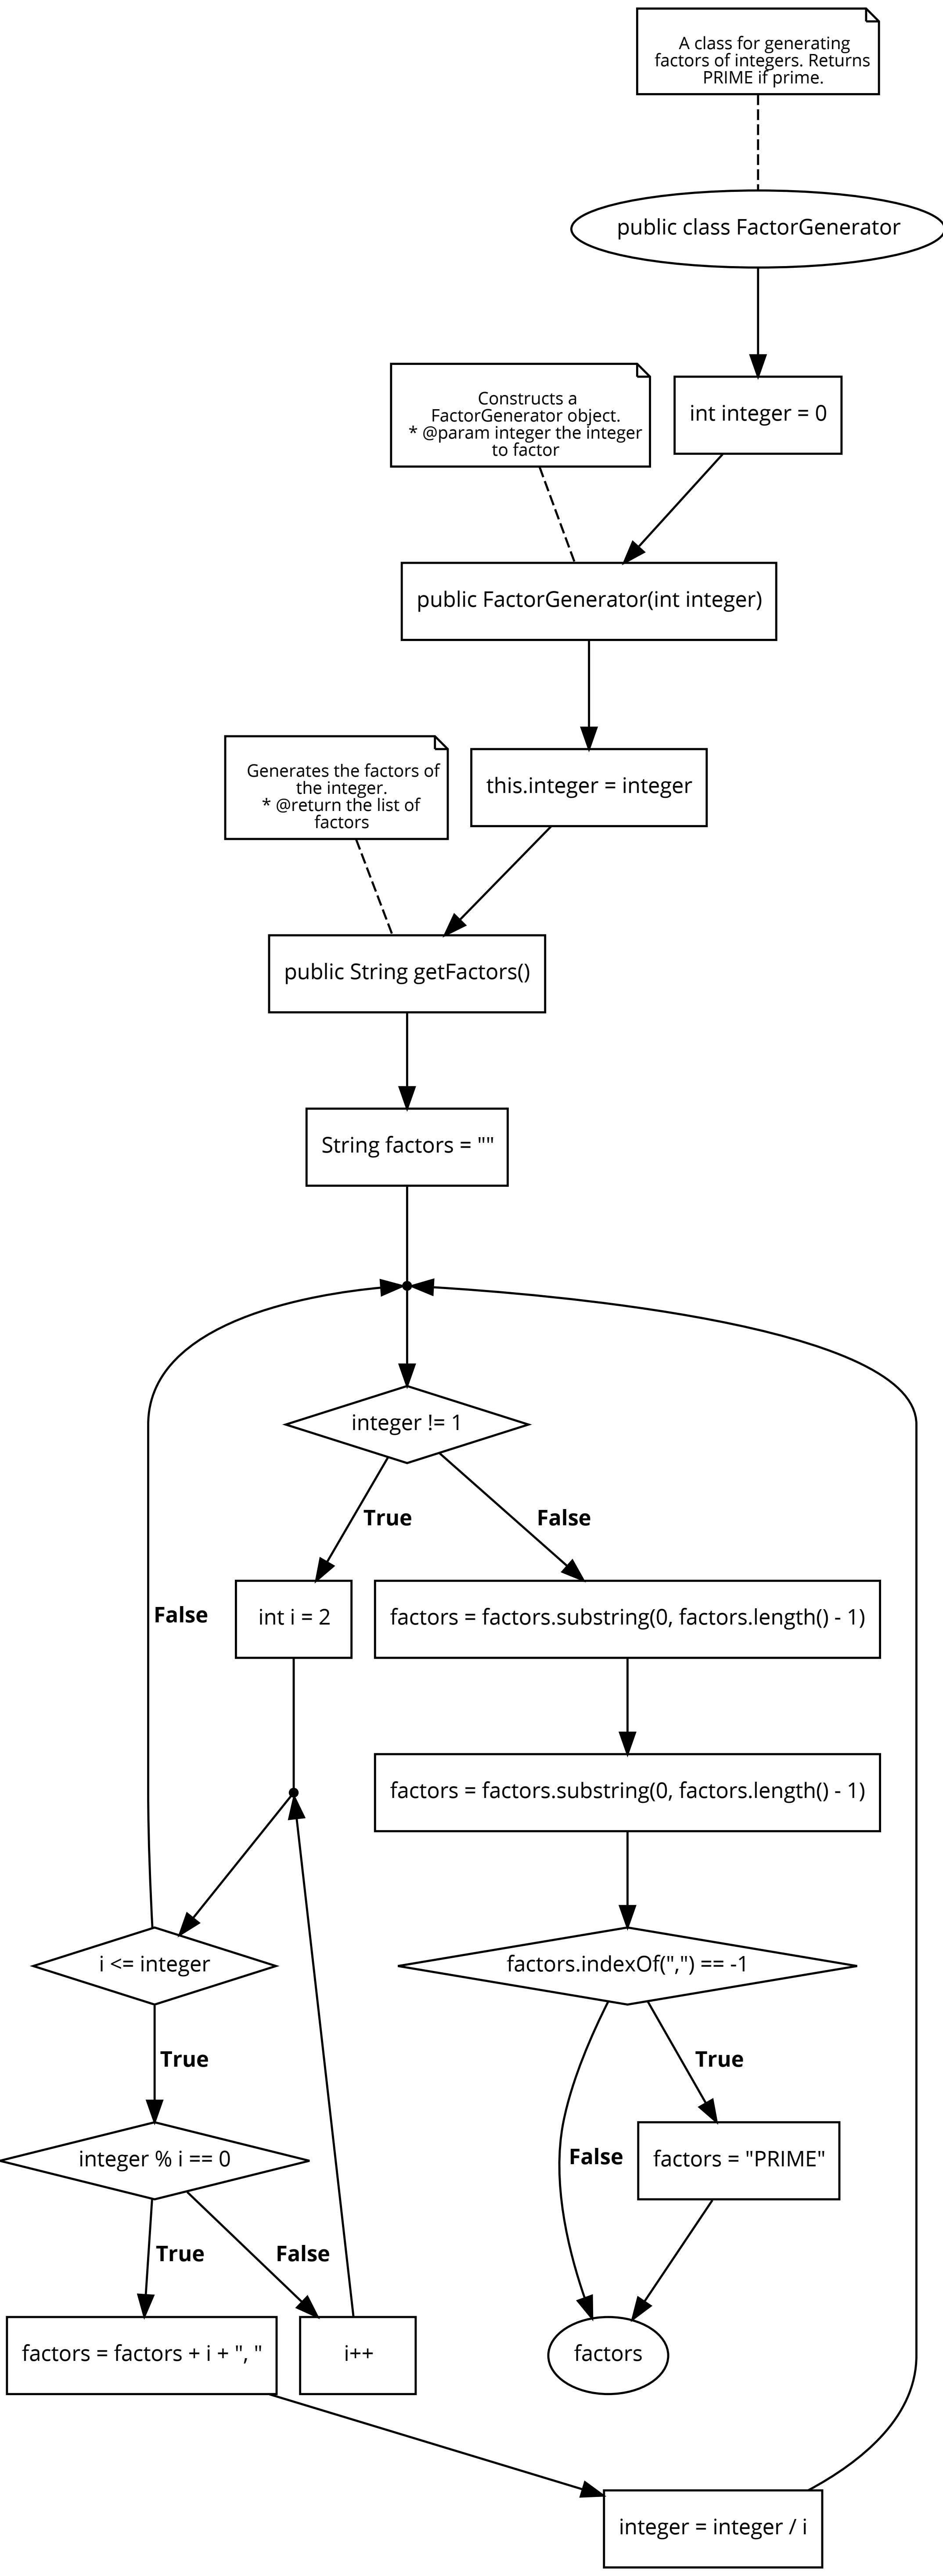 A class for generating
factors of integers. Returns
PRIME if prime.
public class FactorGenerator
int integer = 0
Constructs a
FactorGenerator object.
* @param integer the integer
to factor
public FactorGenerator(int integer)
this.integer = integer
Generates the factors of
the integer.
* @return the list of
factors
public String getFactors()
String factors = ""
integer != 1
True
False
int i = 2
factors = factors.substring(0, factors.length() - 1)
False
factors = factors.substring(0, factors.length() - 1)
i <= integer
factors.indexOf(",") == -1
True
True
integer % i == 0
False
factors = "PRIME"
True
False
factors = factors + i + ", "
i++
factors
integer = integer / i